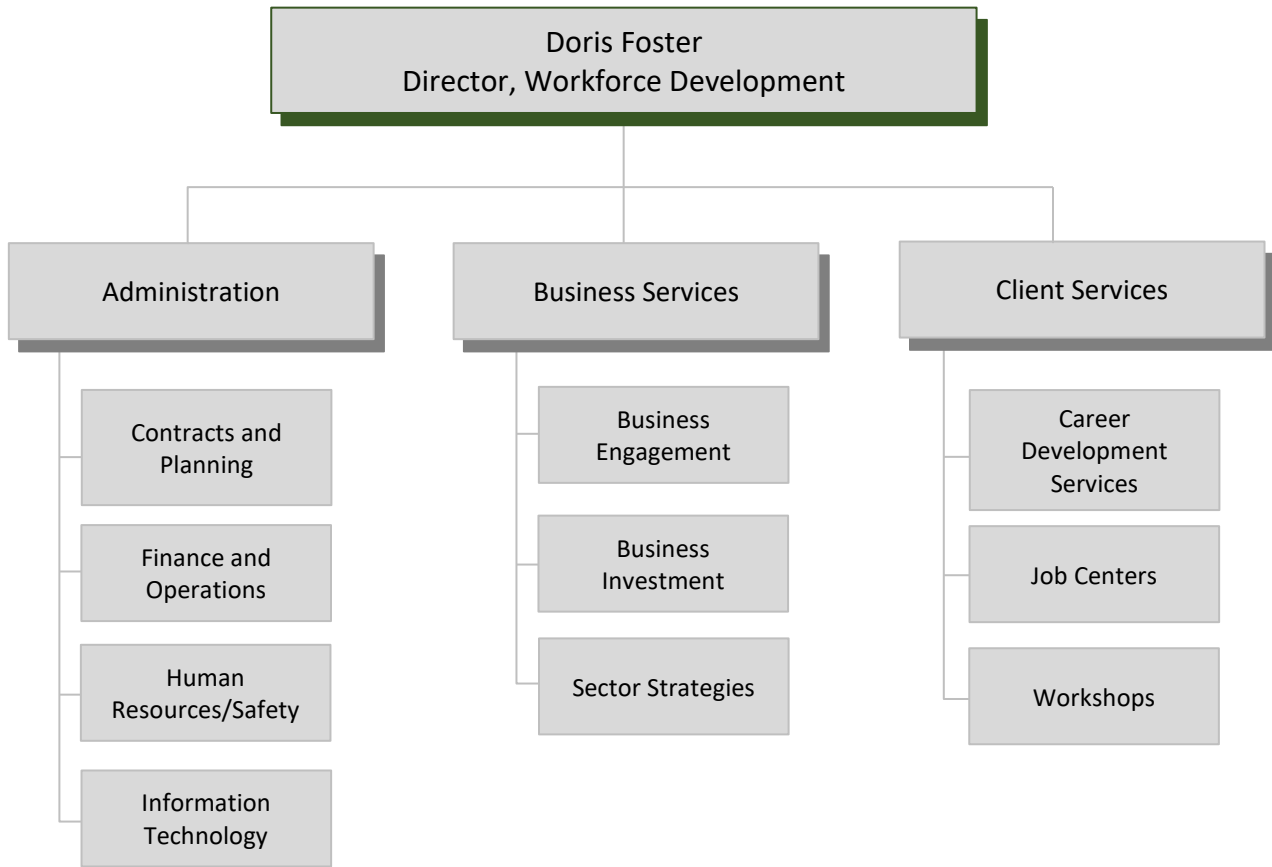 Doris Foster
Director, Workforce Development
Administration
Business Services
Client Services
Contracts and
Planning
Finance and
Operations
Human
Resources/Safety
Information
Technology
Business
Engagement
Business
Investment
Sector Strategies
Career
Development
Services
Job Centers
Workshops